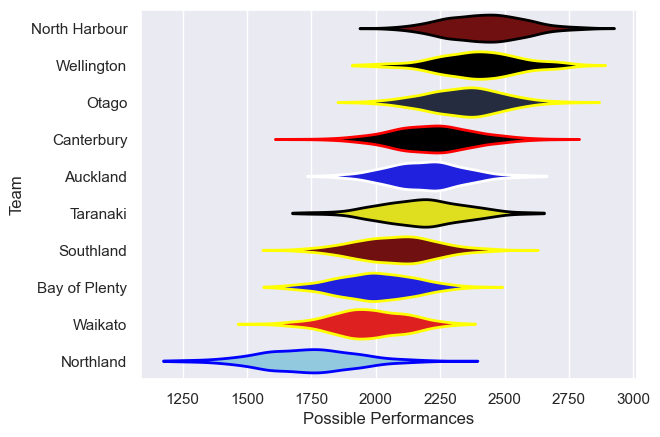 North Harbour
Wellington
Otago
Canterbury
Auckland
Taranaki
Southland
Bay of Plenty
Waikato
Northland
Team
1250 1500 1750 2000 2250 2500 2750 3000
Possible Performances